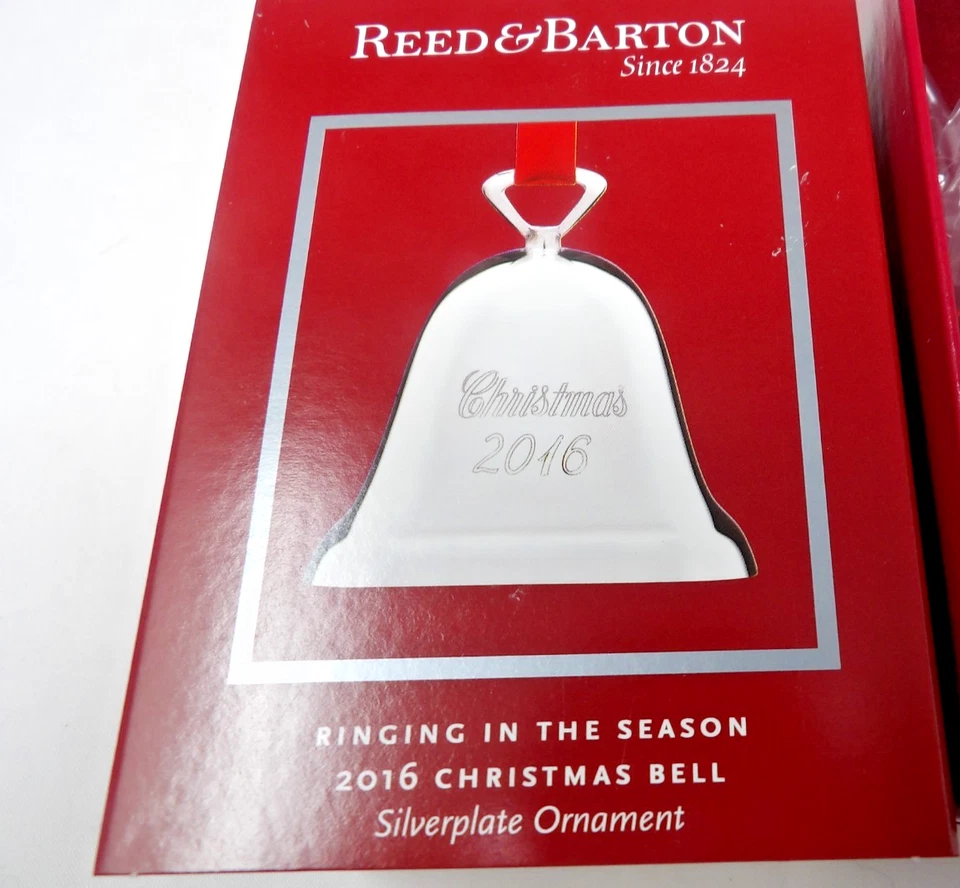 REED & BARTON
Since 1824
Christmas
2016
RINGING IN THE SEASON
2016 CHRISTMAS BELL
Silverplate Ornament